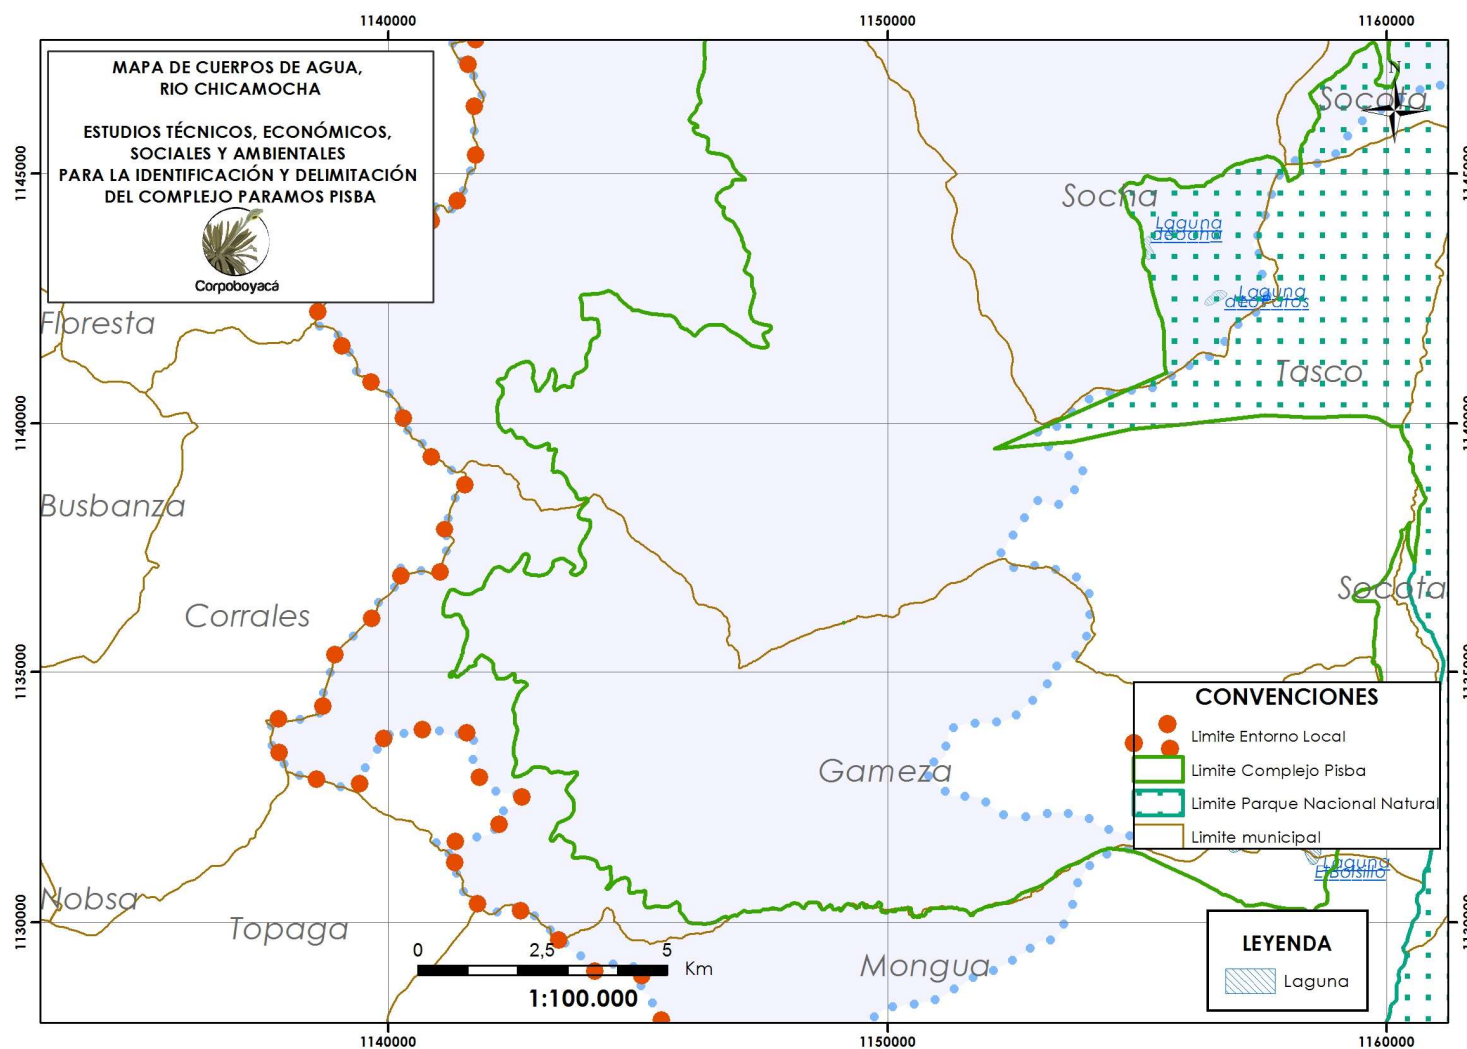 1140000
1150000
1160000
MAPA DE CUERPOS DE AGUA,
RIO CHICAMOCHA
ESTUDIOS TÉCNICOS, ECONÓMICOS,
SOCIALES Y AMBIENTALES
PARA LA IDENTIFICACIÓN Y DELIMITACIÓN
DEL COMPLEJO PARAMOS PISBA
Corpoboyacá
N
Socota
1145000
Socha
Laguna
Laguna
Floresta
Tasco
1140000
Busbanza
Socota
Corrales
1135000
CONVENCIONES
Limite Entorno Local
Limite Complejo Pisba
Limite Parque Nacional Natural
Limite municipal
Gameza
Laguna
El Bolsillo
Nobsa
1130000
Topaga
Mongua
0 2,5 5
Km
1:100.000
LEYENDA
Laguna
1140000
1150000
1160000